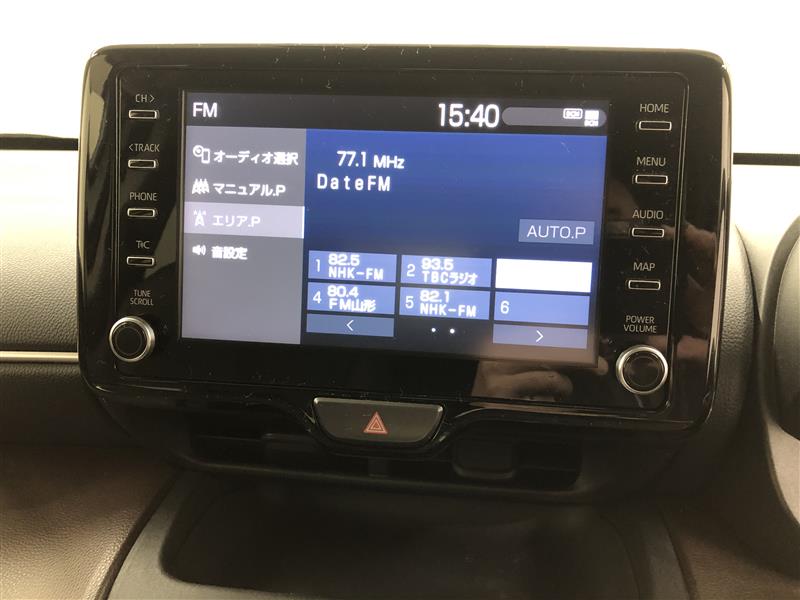 CH >
< TRACK
PHONE
TUNE
SCROLL
FM
15:40
オーディオ選択
マニュアル.P
エリア.P
音設定
77.1 MHz
DateFM
AUTO.P
1 82.5 NHK-FM
2 93.5 TBCラジオ
4 80.4 FM山形
5 82.1 NHK-FM
6
<
>
HOME
MENU
AUDIO
MAP
POWER
VOLUME